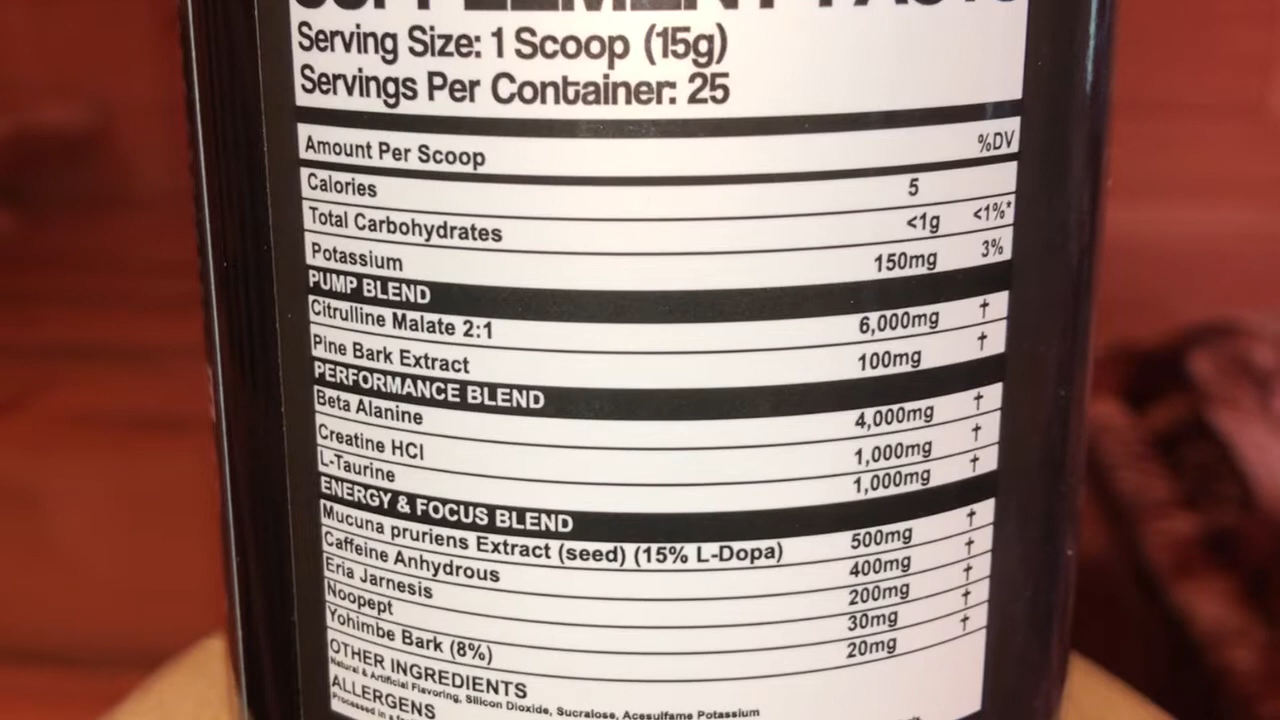 SUPPLEMENT FACTS
Serving Size: 1 Scoop (15g)
Servings Per Container: 25
Amount Per Scoop %DV
Calories 5
Total Carbohydrates <1g <1%*
Potassium 150mg 3%
PUMP BLEND
Citrulline Malate 2:1 6,000mg †
Pine Bark Extract 100mg †
PERFORMANCE BLEND
Beta Alanine 4,000mg †
Creatine HCl 1,000mg †
L-Taurine 1,000mg †
ENERGY & FOCUS BLEND
Mucuna pruriens Extract (seed) (15% L-Dopa) 500mg †
Caffeine Anhydrous 400mg †
Eria Jarnesis 200mg †
Noopept 30mg †
Yohimbe Bark (8%) 20mg †
OTHER INGREDIENTS
Natural & Artificial Flavoring, Silicon Dioxide, Sucralose, Acesulfame Potassium
ALLERGENS
Processed in a